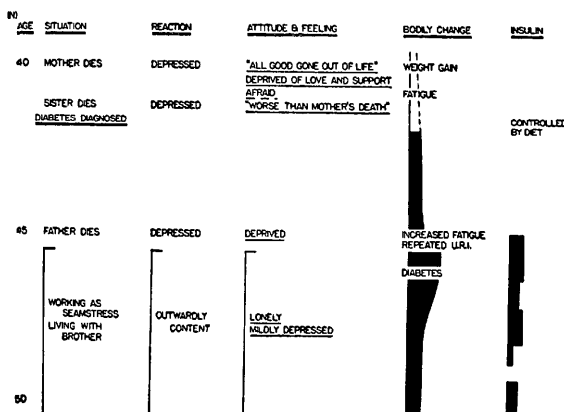 (N)
AGE SITUATION REACTION ATTITUDE & FEELING BODILY CHANGE INSULIN
40 MOTHER DIES DEPRESSED "ALL GOOD GONE OUT OF LIFE" WEIGHT GAIN
DEPRIVED OF LOVE AND SUPPORT
AFRAID FATIGUE
SISTER DIES DEPRESSED "WORSE THAN MOTHER'S DEATH"
DIABETES DIAGNOSED CONTROLLED
BY DIET
45 FATHER DIES DEPRESSED DEPRIVED INCREASED FATIGUE
REPEATED U.R.I.
DIABETES
WORKING AS
SEAMSTRESS OUTWARDLY LONELY
LIVING WITH CONTENT MILDLY DEPRESSED
BROTHER
50